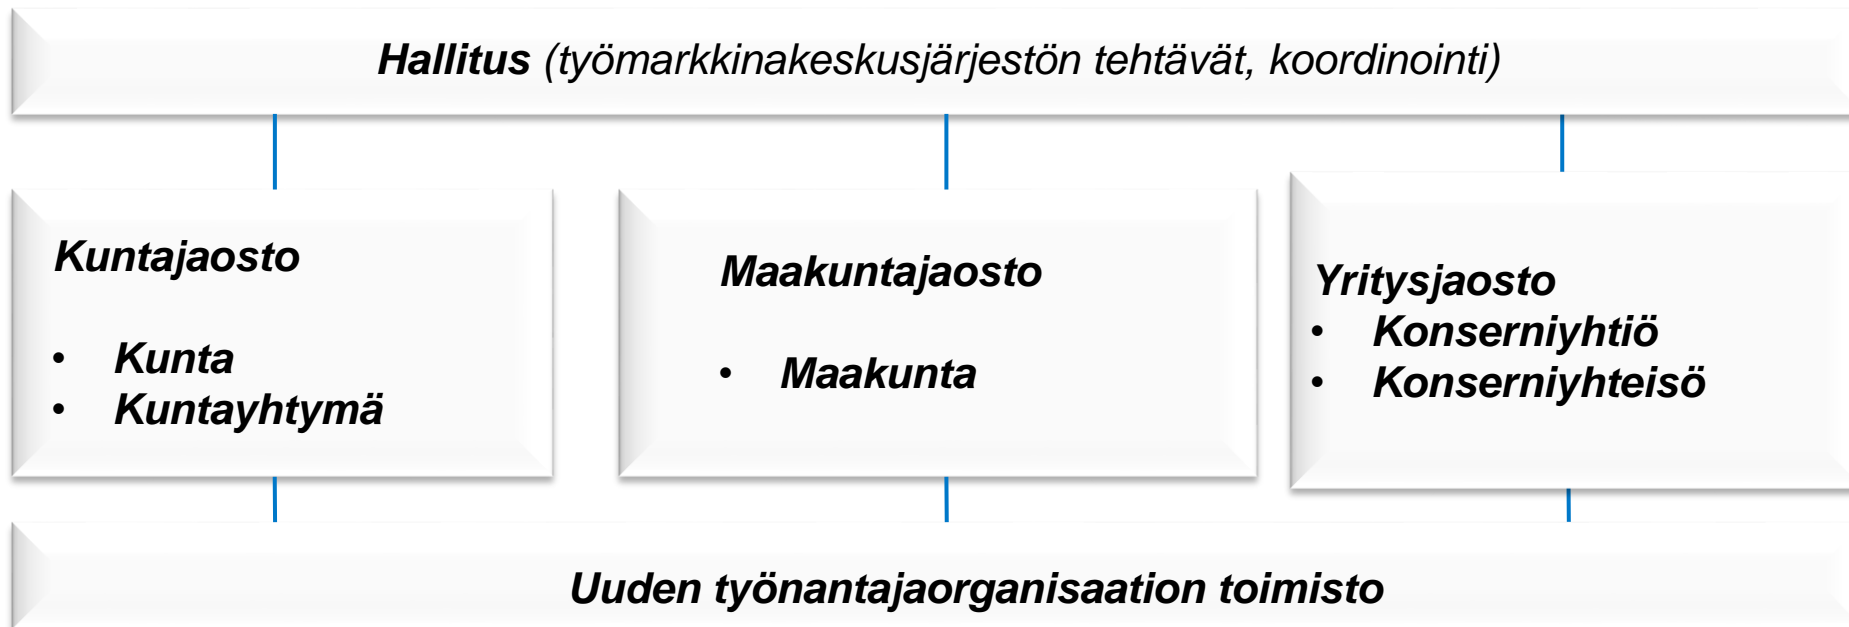 Hallitus (työmarkkinakeskusjärjestön tehtävät, koordinointi)
Kuntajaosto
• Kunta
• Kuntayhtymä
Maakuntajaosto
• Maakunta
Yritysjaosto
• Konserniyhtiö
• Konserniyhteisö
Uuden työnantajaorganisaation toimisto